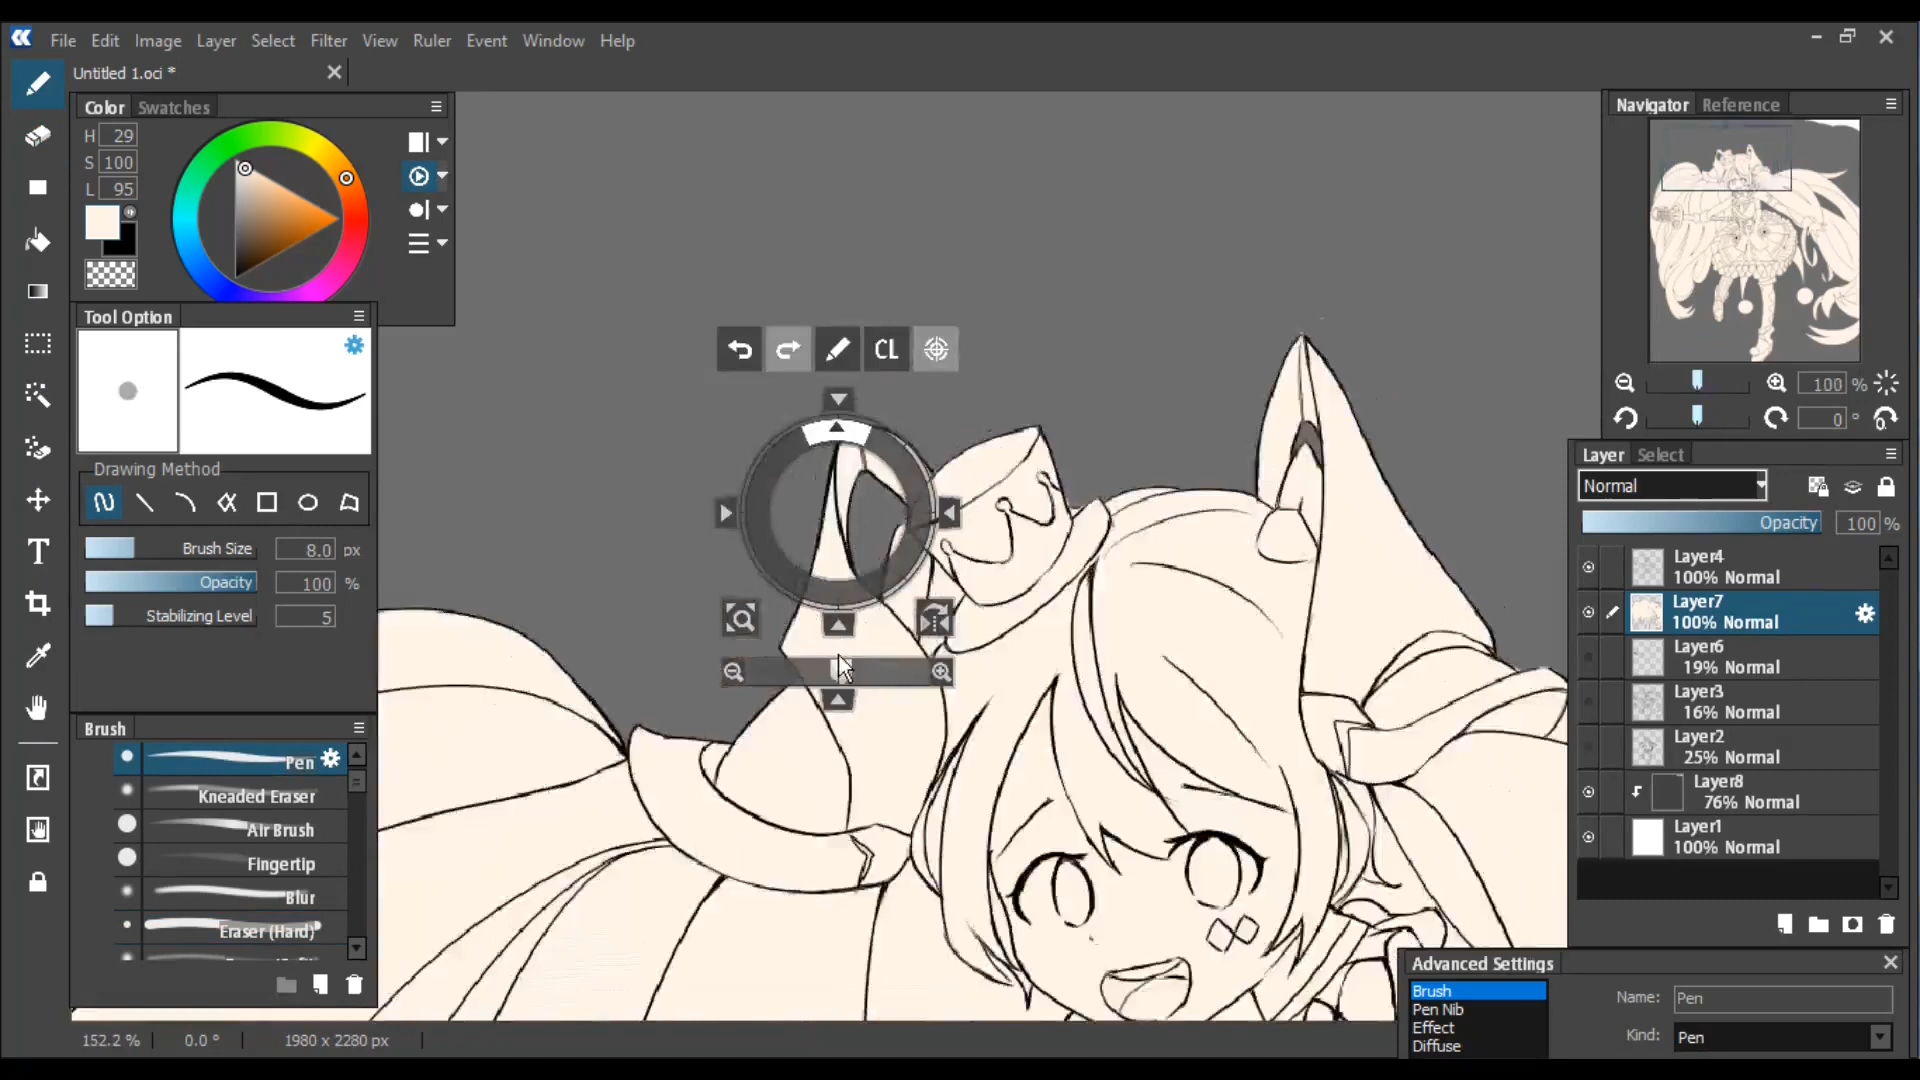 File Edit Image Layer Select Filter View Ruler Event Window Help
Untitled 1.oci *
Color Swatches
H 29
S 100
L 95
Tool Option
Drawing Method
Brush Size 8.0 px
Opacity 100 %
Stabilizing Level 5
Brush
Pen
Kneaded Eraser
Air Brush
Fingertip
Blur
Eraser (Hard)
152.2 % 0.0 ° 1980 x 2280 px
CL
Navigator Reference
100 %
0 °
Layer Select
Normal
Opacity 100 %
Layer4
100% Normal
Layer7
100% Normal
Layer6
19% Normal
Layer3
16% Normal
Layer2
25% Normal
Layer8
76% Normal
Layer1
100% Normal
Advanced Settings
Brush
Pen Nib
Effect
Diffuse
Name: Pen
Kind: Pen